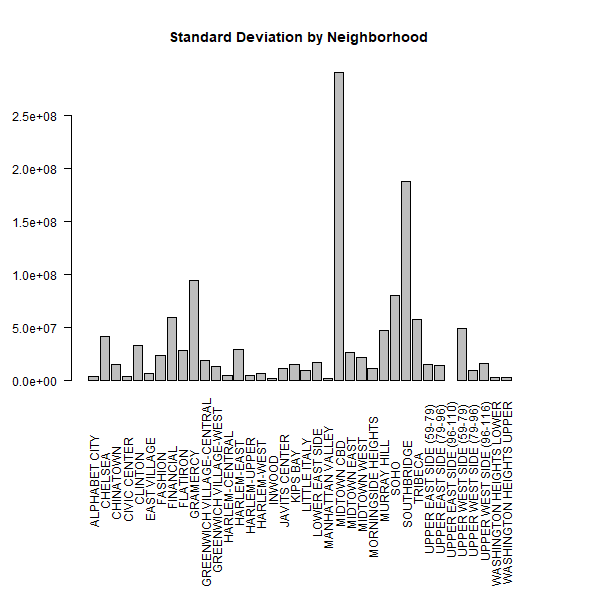 Standard Deviation by Neighborhood
2.5e+08
2.0e+08
1.5e+08
1.0e+08
5.0e+07
0.0e+00
ALPHABET CITY
CHELSEA
CHINATOWN
CIVIC CENTER
CLINTON
EAST VILLAGE
FASHION
FINANCIAL
FLATIRON
GRAMERCY
GREENWICH VILLAGE-CENTRAL
GREENWICH VILLAGE-WEST
HARLEM-CENTRAL
HARLEM-EAST
HARLEM-UPPER
HARLEM-WEST
INWOOD
JAVITS CENTER
KIPS BAY
LITTLE ITALY
LOWER EAST SIDE
MANHATTAN VALLEY
MIDTOWN CBD
MIDTOWN EAST
MIDTOWN WEST
MORNINGSIDE HEIGHTS
MURRAY HILL
SOHO
SOUTHBRIDGE
TRIBECA
UPPER EAST SIDE (59-79)
UPPER EAST SIDE (79-96)
UPPER EAST SIDE (96-110)
UPPER WEST SIDE (59-79)
UPPER WEST SIDE (79-96)
UPPER WEST SIDE (96-116)
WASHINGTON HEIGHTS LOWER
WASHINGTON HEIGHTS UPPER